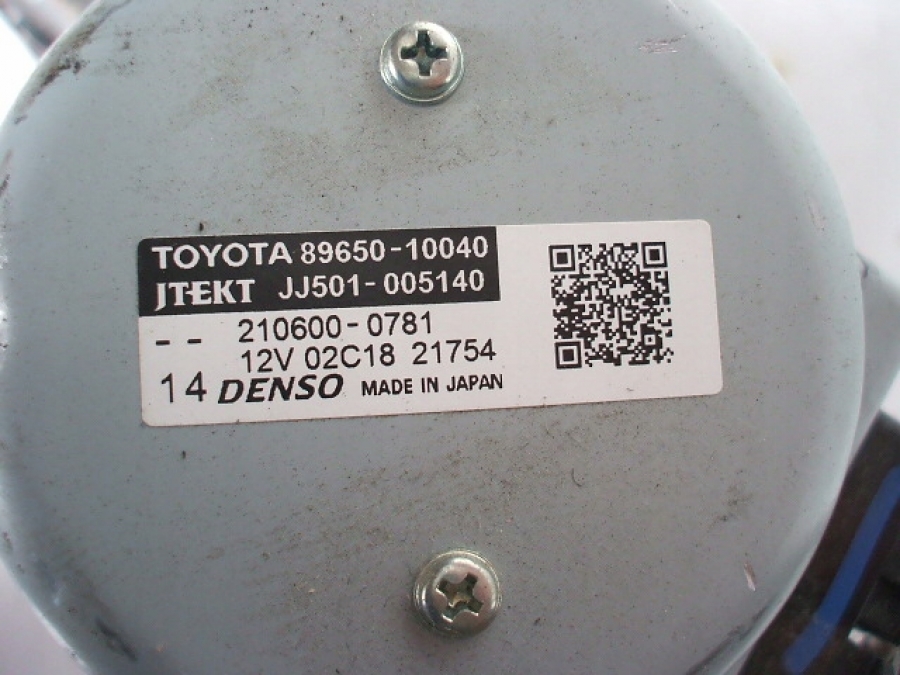 TOYOTA 89650-10040
JTEKT JJ501-005140
-- 210600-0781
12V 02C18 21754
14 DENSO MADE IN JAPAN